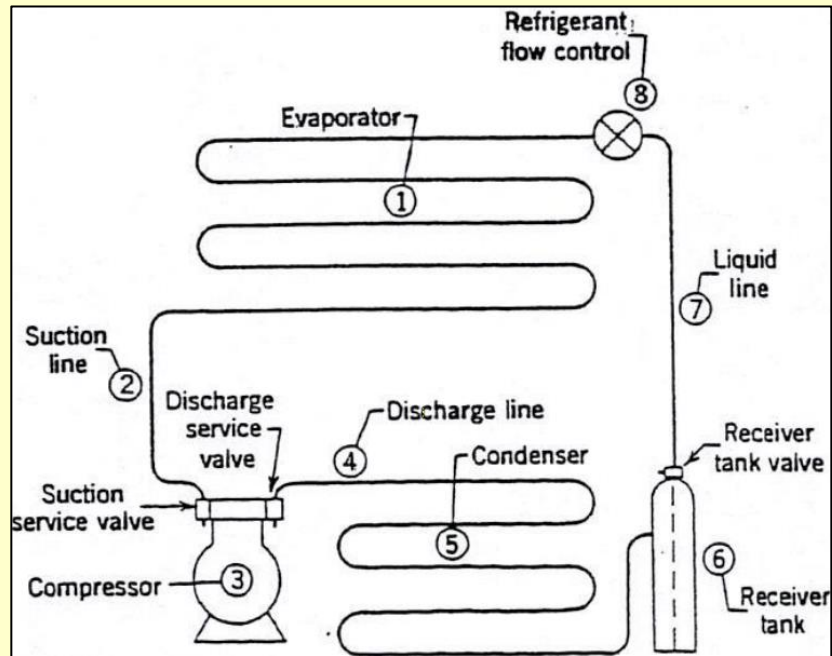 Refrigerant
flow control
8
Evaporator
1
Liquid
line
7
Suction
line
2
Discharge
service
valve
Discharge line
4
Condenser
5
Receiver
tank valve
Suction
service valve
Compressor
3
6
Receiver
tank